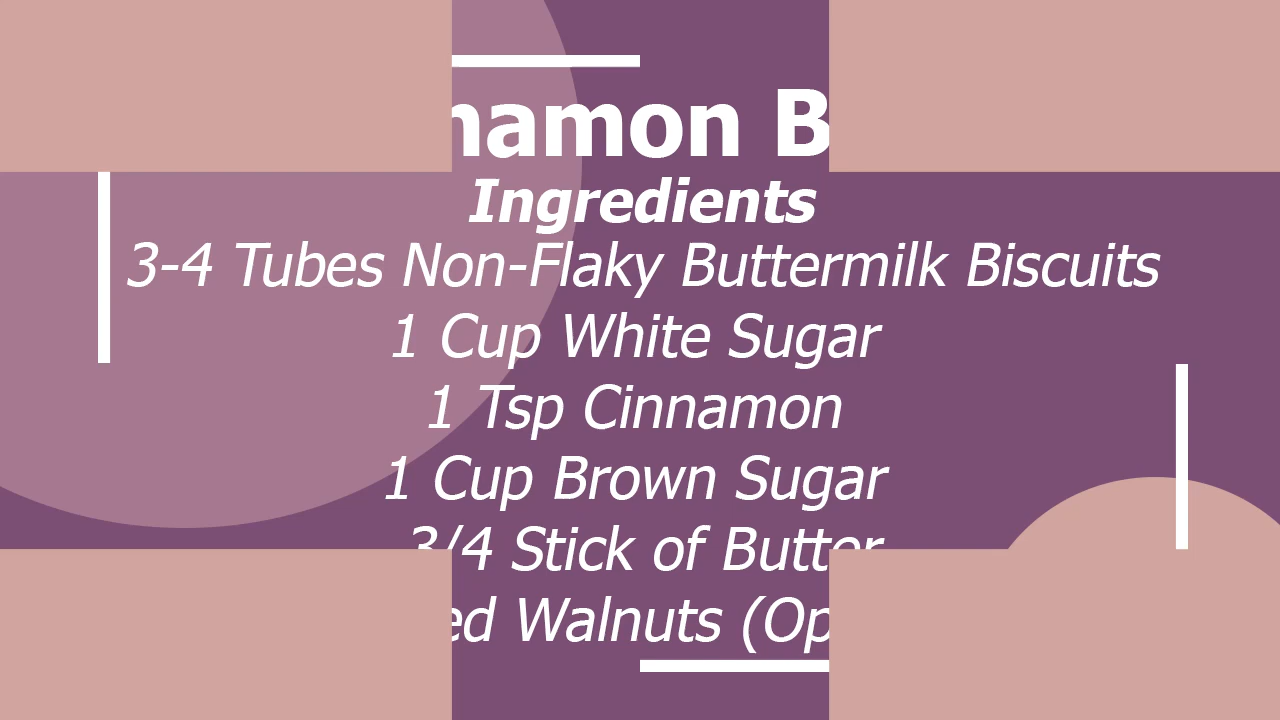 namon B
Ingredients
3-4 Tubes Non-Flaky Buttermilk Biscuits
1 Cup White Sugar
1 Tsp Cinnamon
1 Cup Brown Sugar
3/4 Stick of Butter
ed Walnuts (Op